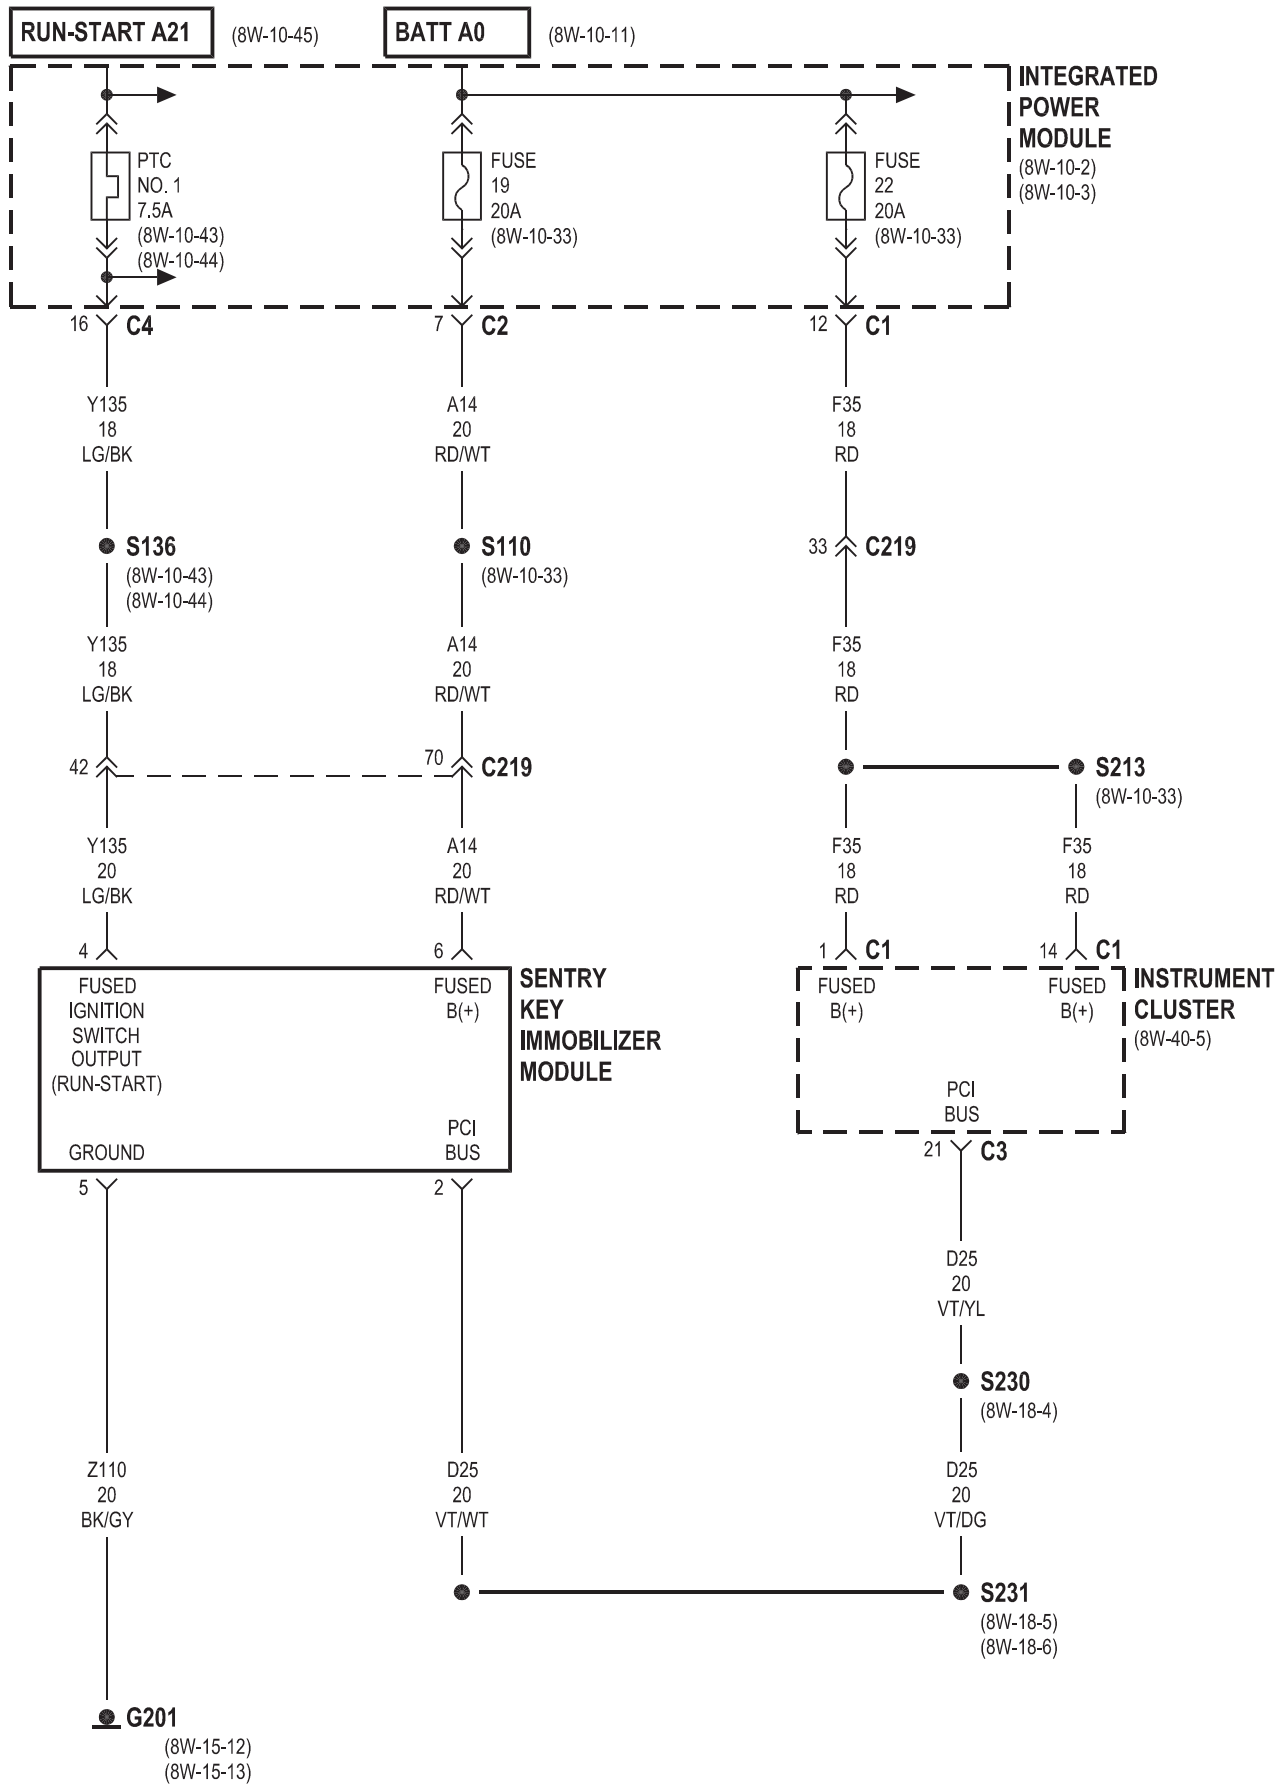 RUN-START A21
(8W-10-45)
BATT A0
(8W-10-11)
INTEGRATED
POWER
MODULE
(8W-10-2)
(8W-10-3)
PTC
NO. 1
7.5A
(8W-10-43)
(8W-10-44)
FUSE
19
20A
(8W-10-33)
FUSE
22
20A
(8W-10-33)
16
C4
7
C2
12
C1
Y135
18
LG/BK
A14
20
RD/WT
F35
18
RD
S136
(8W-10-43)
(8W-10-44)
S110
(8W-10-33)
33
C219
Y135
18
LG/BK
A14
20
RD/WT
F35
18
RD
42
70
C219
S213
(8W-10-33)
Y135
20
LG/BK
A14
20
RD/WT
F35
18
RD
F35
18
RD
4
6
1
C1
14
C1
FUSED
IGNITION
SWITCH
OUTPUT
(RUN-START)
FUSED
B(+)
SENTRY
KEY
IMMOBILIZER
MODULE
FUSED
B(+)
FUSED
B(+)
INSTRUMENT
CLUSTER
(8W-40-5)
PCI
BUS
GROUND
PCI
BUS
21
C3
5
2
D25
20
VT/YL
S230
(8W-18-4)
Z110
20
BK/GY
D25
20
VT/WT
D25
20
VT/DG
S231
(8W-18-5)
(8W-18-6)
G201
(8W-15-12)
(8W-15-13)